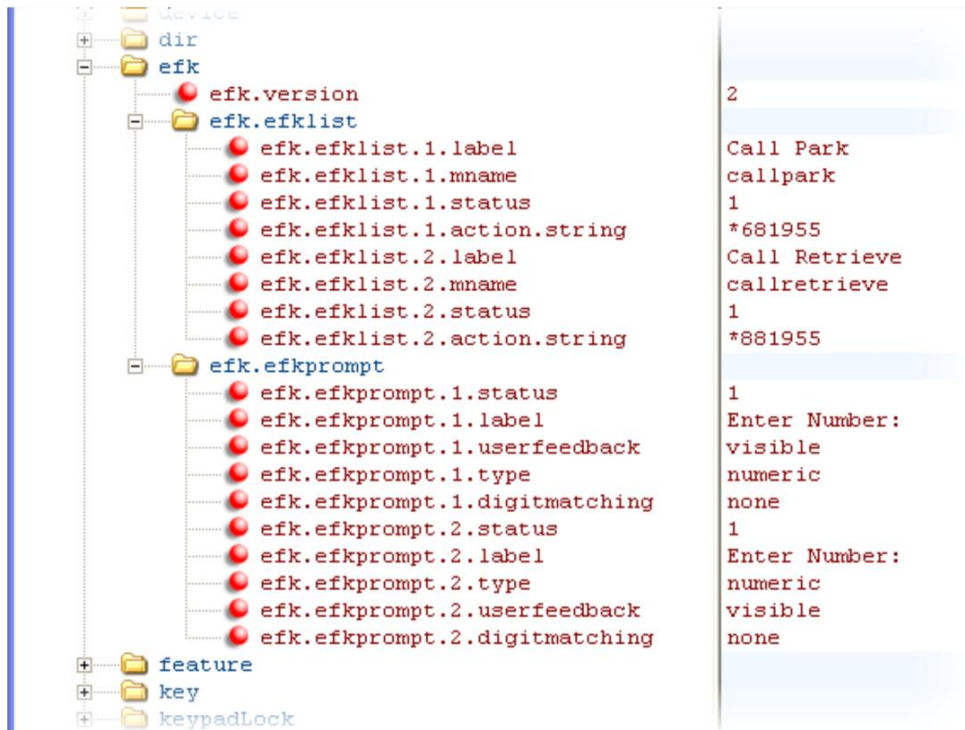 device
dir
efk
efk.version 2
efk.efklist
efk.efklist.1.label Call Park
efk.efklist.1.mname callpark
efk.efklist.1.status 1
efk.efklist.1.action.string *681955
efk.efklist.2.label Call Retrieve
efk.efklist.2.mname callretrieve
efk.efklist.2.status 1
efk.efklist.2.action.string *881955
efk.efkprompt
efk.efkprompt.1.status 1
efk.efkprompt.1.label Enter Number:
efk.efkprompt.1.userfeedback visible
efk.efkprompt.1.type numeric
efk.efkprompt.1.digitmatching none
efk.efkprompt.2.status 1
efk.efkprompt.2.label Enter Number:
efk.efkprompt.2.type numeric
efk.efkprompt.2.userfeedback visible
efk.efkprompt.2.digitmatching none
feature
key
keypadLock